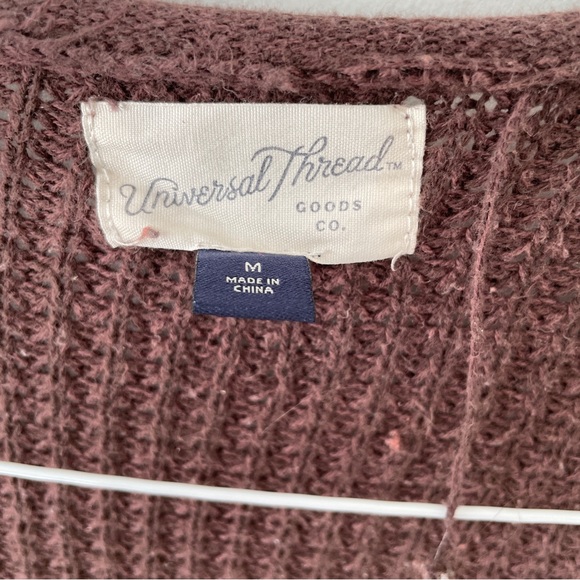 Universal Thread™
GOODS
CO.
M
MADE IN
CHINA